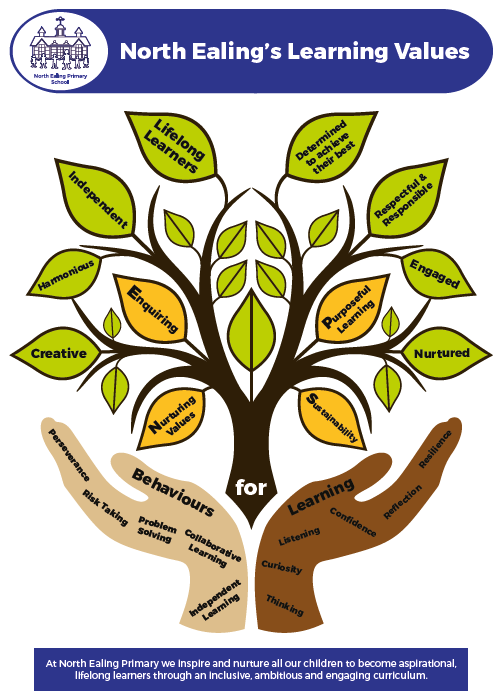 North Ealing Primary
School
North Ealing's Learning Values
Lifelong
Learners
Determined
to achieve
their best
Independent
Respectful &
Responsible
Harmonious
Engaged
Enquiring
Purposeful
Learning
Creative
Nurtured
Nurturing
Values
Sustainability
for
Behaviours
Perseverance
Risk Taking
Problem
Solving
Collaborative
Learning
Independent
Learning
Learning
Resilience
Reflection
Confidence
Listening
Curiosity
Thinking
At North Ealing Primary we inspire and nurture all our children to become aspirational,
lifelong learners through an inclusive, ambitious and engaging curriculum.